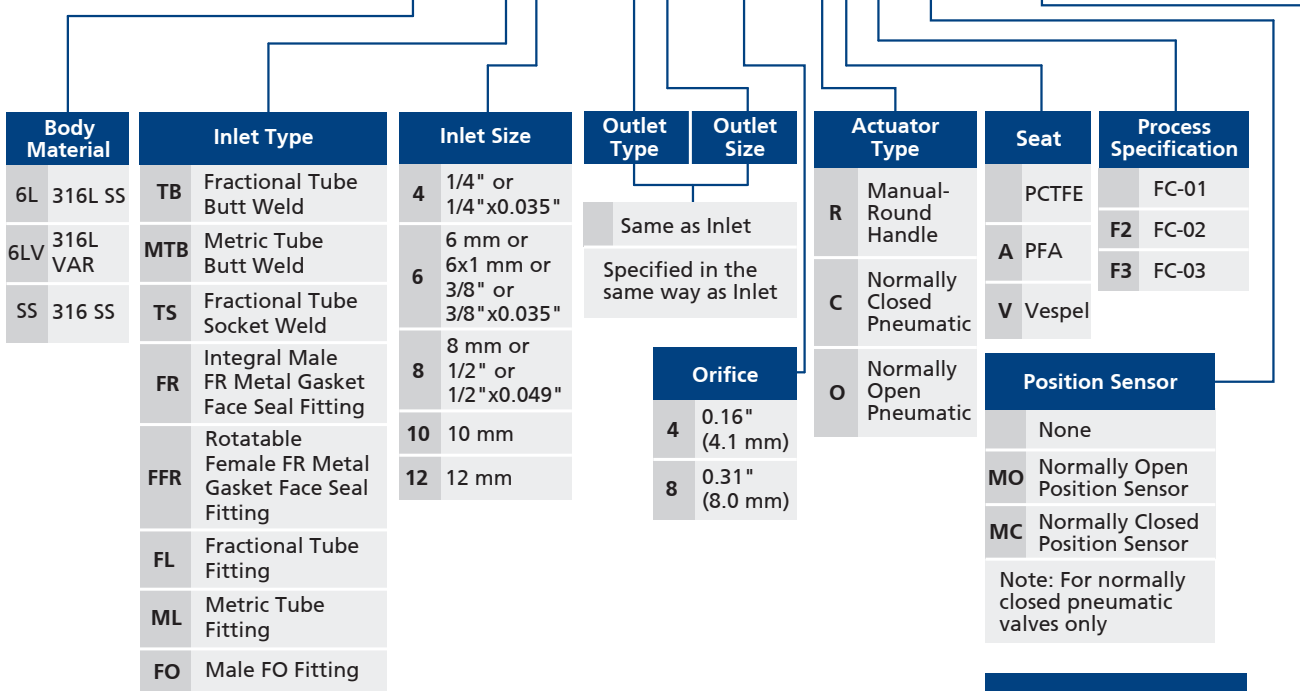 Body
Material
6L 316L SS
6LV 316L
VAR
SS 316 SS
Inlet Type
TB Fractional Tube
Butt Weld
MTB Metric Tube
Butt Weld
TS Fractional Tube
Socket Weld
FR Integral Male
FR Metal Gasket
Face Seal Fitting
FFR Rotatable
Female FR Metal
Gasket Face Seal
Fitting
FL Fractional Tube
Fitting
ML Metric Tube
Fitting
FO Male FO Fitting
Inlet Size
4 1/4" or
1/4"x0.035"
6 6 mm or
6x1 mm or
3/8" or
3/8"x0.035"
8 8 mm or
1/2" or
1/2"x0.049"
10 10 mm
12 12 mm
Outlet
Type
Outlet
Size
Same as Inlet
Specified in the
same way as Inlet
Orifice
4 0.16"
(4.1 mm)
8 0.31"
(8.0 mm)
Actuator
Type
R Manual-
Round
Handle
C Normally
Closed
Pneumatic
O Normally
Open
Pneumatic
Seat
PCTFE
A PFA
V Vespel
Process
Specification
FC-01
F2 FC-02
F3 FC-03
Position Sensor
None
MO Normally Open
Position Sensor
MC Normally Closed
Position Sensor
Note: For normally
closed pneumatic
valves only